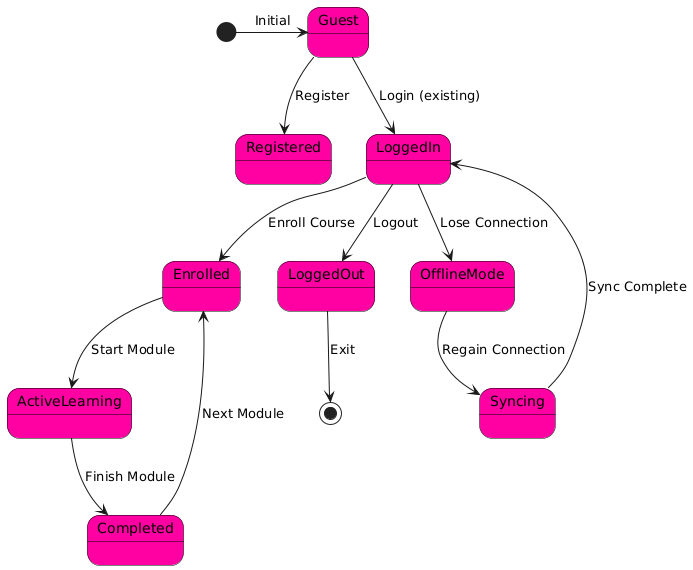 Initial
Guest
Register
Login (existing)
Registered
LoggedIn
Enroll Course
Logout
Lose Connection
Enrolled
LoggedOut
OfflineMode
Sync Complete
Start Module
Exit
Regain Connection
ActiveLearning
Next Module
Syncing
Finish Module
Completed